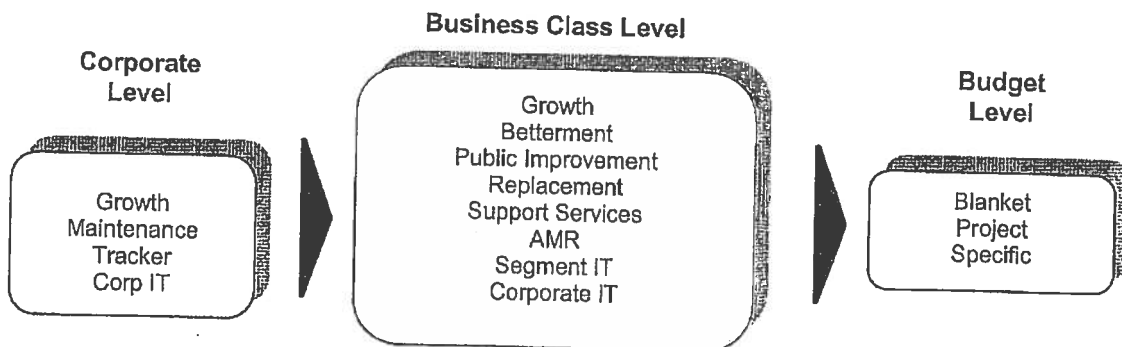 Corporate
Level
Growth
Maintenance
Tracker
Corp IT
Business Class Level
Growth
Betterment
Public Improvement
Replacement
Support Services
AMR
Segment IT
Corporate IT
Budget
Level
Blanket
Project
Specific